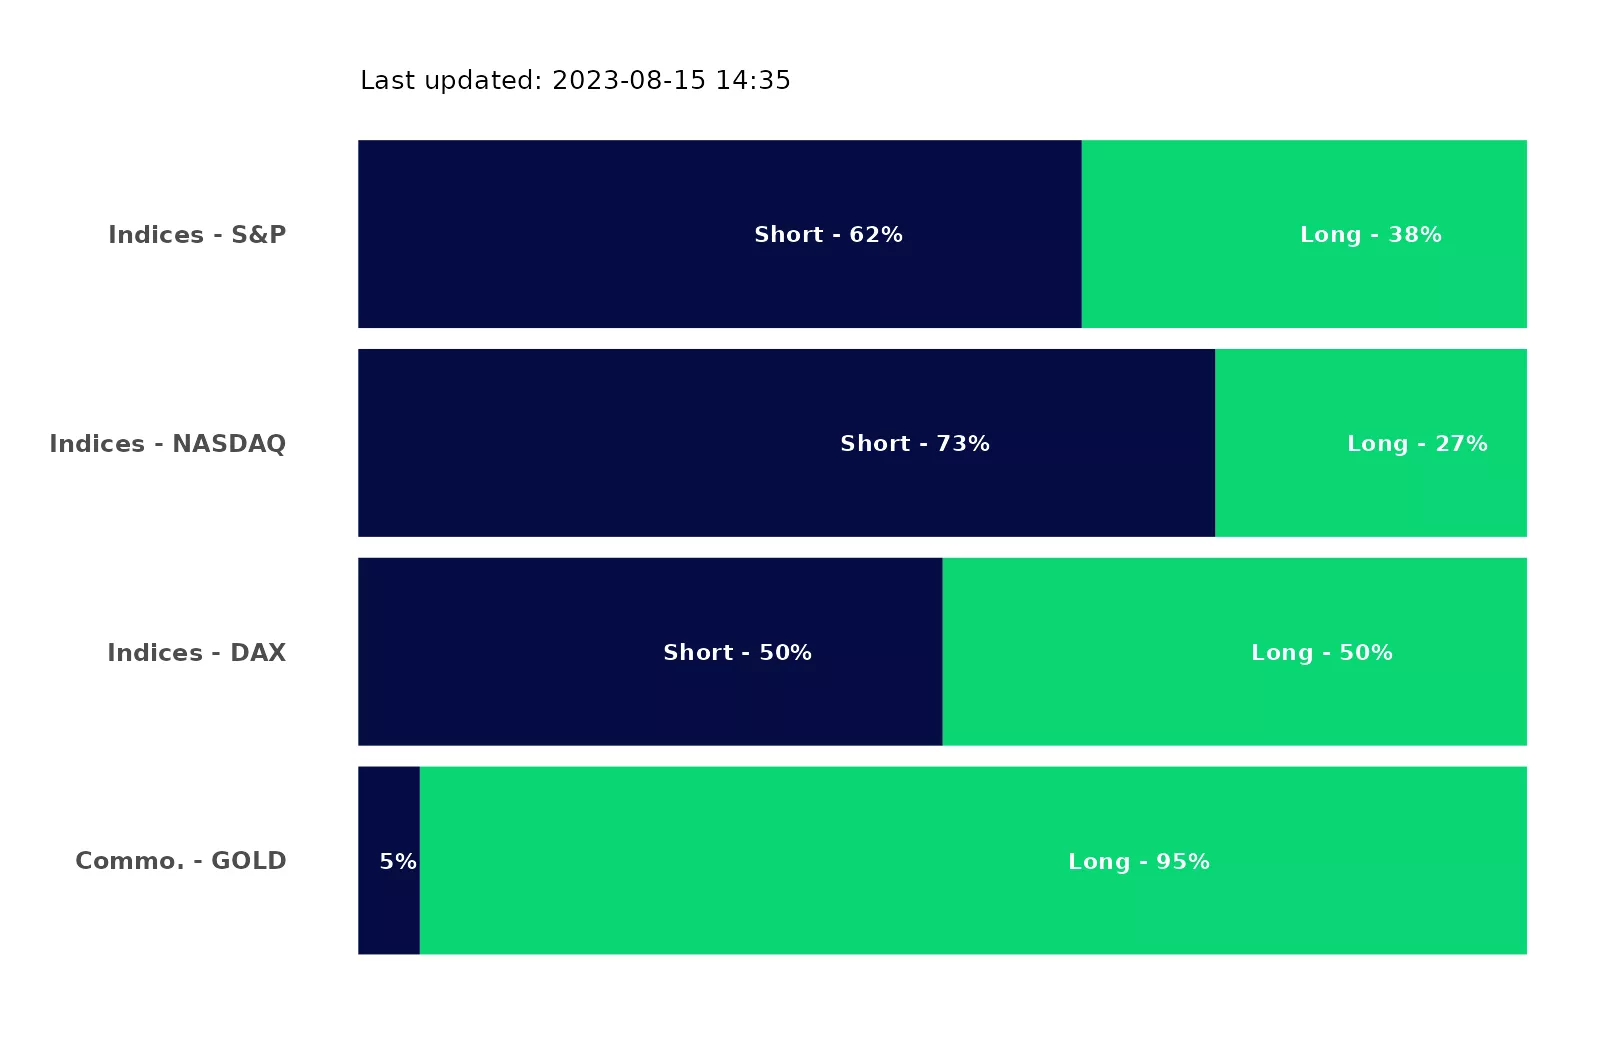 Last updated: 2023-08-15 14:35
Indices - S&P
Short - 62%
Long - 38%
Indices - NASDAQ
Short - 73%
Long - 27%
Indices - DAX
Short - 50%
Long - 50%
Commo. - GOLD
5%
Long - 95%